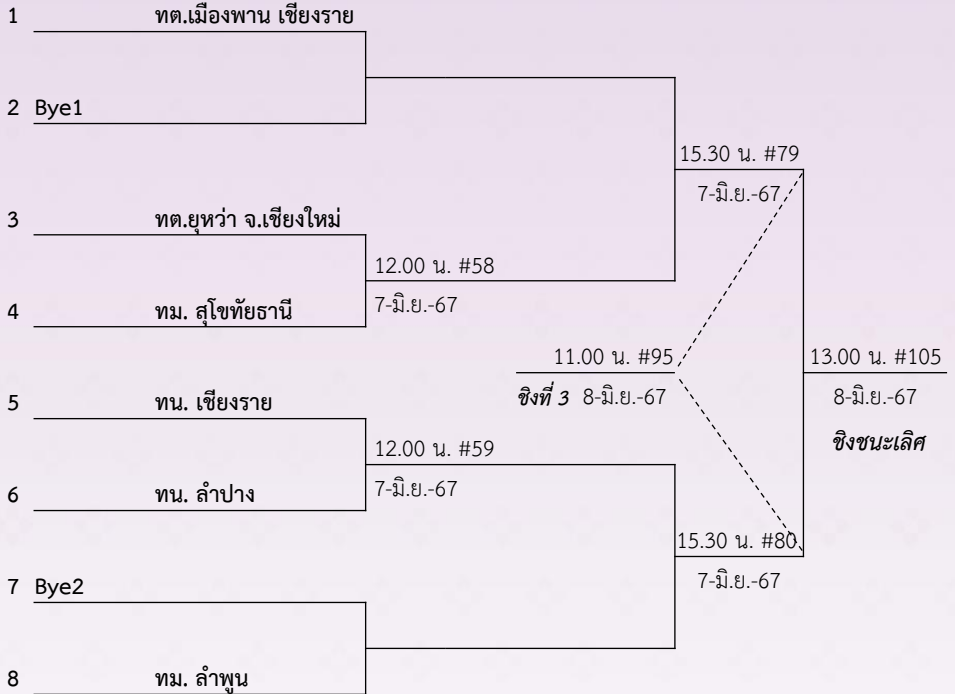 1 ทต.เมืองพาน เชียงราย
2 Bye1
15.30 น. #79
7-มิ.ย.-67
3 ทต.ยุหว่า จ.เชียงใหม่
12.00 น. #58
4 ทม. สุโขทัยธานี
7-มิ.ย.-67
11.00 น. #95
13.00 น. #105
ชิงที่ 3 8-มิ.ย.-67
8-มิ.ย.-67
5 ทน. เชียงราย
ชิงชนะเลิศ
12.00 น. #59
6 ทน. ลำปาง
7-มิ.ย.-67
15.30 น. #80
7-มิ.ย.-67
7 Bye2
8 ทม. ลำพูน